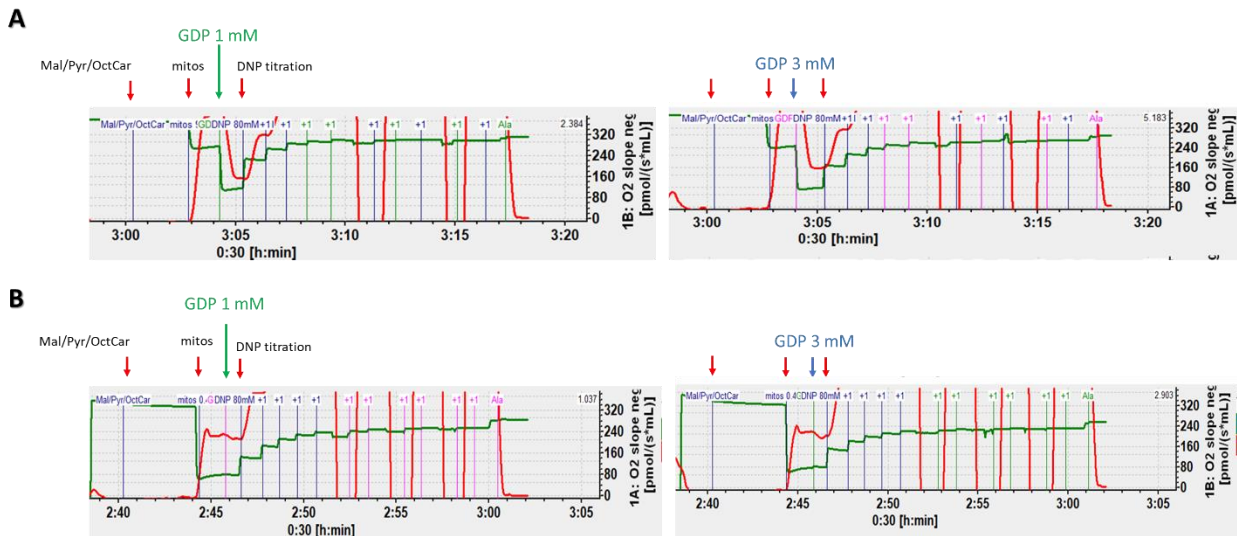 A
GDP 1 mM
Mal/Pyr/OctCar
mitos
DNP titration
GDP 3 mM
Mal/Pyr/OctCar mitos DNP 80mM +1 +1 +1 +1 +1 +1 +1 +1 +1 Ala 2.384
320
240
160
80
0
3:00 3:05 3:10 3:15 3:20
0:30 [h:min]
1B: O2 slope neg
[pmol/(s*mL)]
Mal/Pyr/OctCar mitos DNP 80mM +1 +1 +1 +1 +1 +1 +1 +1 +1 Ala 5.183
320
240
160
80
0
3:00 3:05 3:10 3:15 3:20
0:30 [h:min]
1A: O2 slope neg
[pmol/(s*mL)]
B
GDP 1 mM
Mal/Pyr/OctCar
mitos
DNP titration
GDP 3 mM
Mal/Pyr/OctCar mitos DNP 80mM +1 +1 +1 +1 +1 +1 +1 +1 +1 +1 Ala 1.037
320
240
160
80
0
2:40 2:45 2:50 2:55 3:00 3:05
0:30 [h:min]
1A: O2 slope neg
[pmol/(s*mL)]
Mal/Pyr/OctCar mitos DNP 80mM +1 +1 +1 +1 +1 +1 +1 +1 +1 +1 Ala 2.903
320
240
160
80
0
2:40 2:45 2:50 2:55 3:00 3:05
0:30 [h:min]
1B: O2 slope neg
[pmol/(s*mL)]